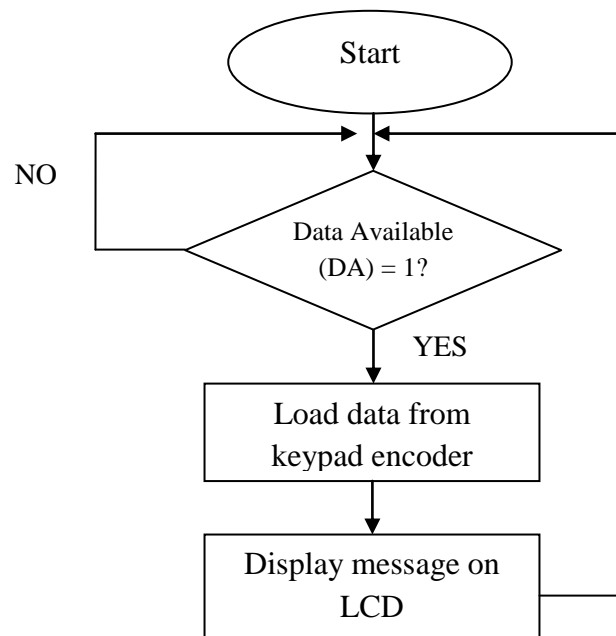 Start
NO
Data Available
(DA) = 1?
YES
Load data from
keypad encoder
Display message on
LCD